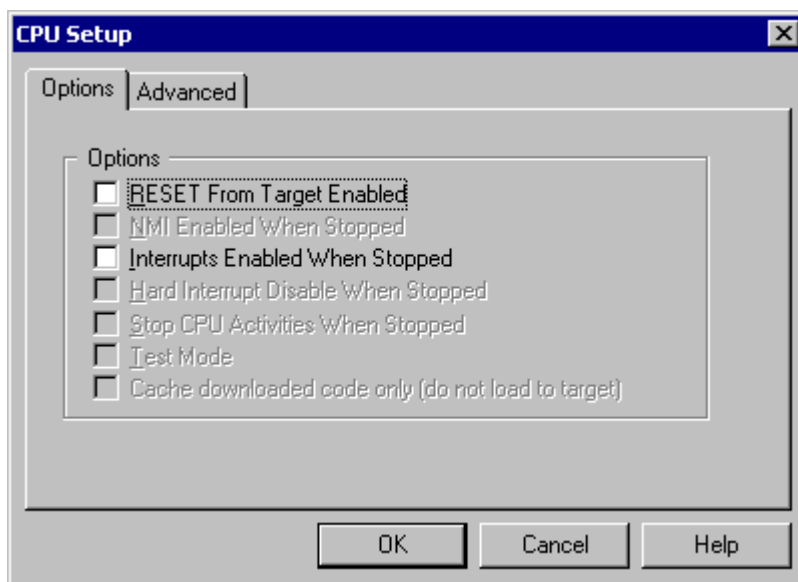 CPU Setup
Options Advanced
Options
RESET From Target Enabled
NMI Enabled When Stopped
Interrupts Enabled When Stopped
Hard Interrupt Disable When Stopped
Stop CPU Activities When Stopped
Test Mode
Cache downloaded code only (do not load to target)
OK Cancel Help